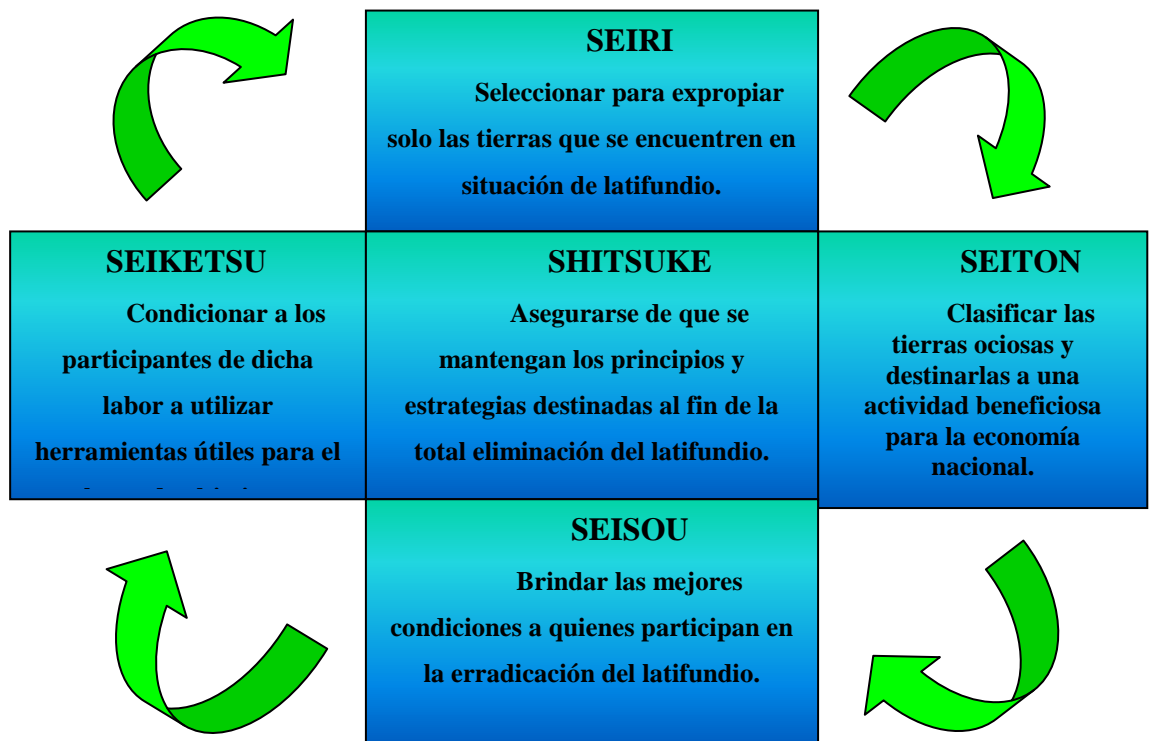 SEIRI
Seleccionar para expropiar
solo las tierras que se encuentren en
situación de latifundio.
SEIKETSU
Condicionar a los
participantes de dicha
labor a utilizar
herramientas útiles para el
SHITSUKE
Asegurarse de que se
mantengan los principios y
estrategias destinadas al fin de la
total eliminación del latifundio.
SEITON
Clasificar las
tierras ociosas y
destinarlas a una
actividad beneficiosa
para la economía
nacional.
SEISOU
Brindar las mejores
condiciones a quienes participan en
la erradicación del latifundio.